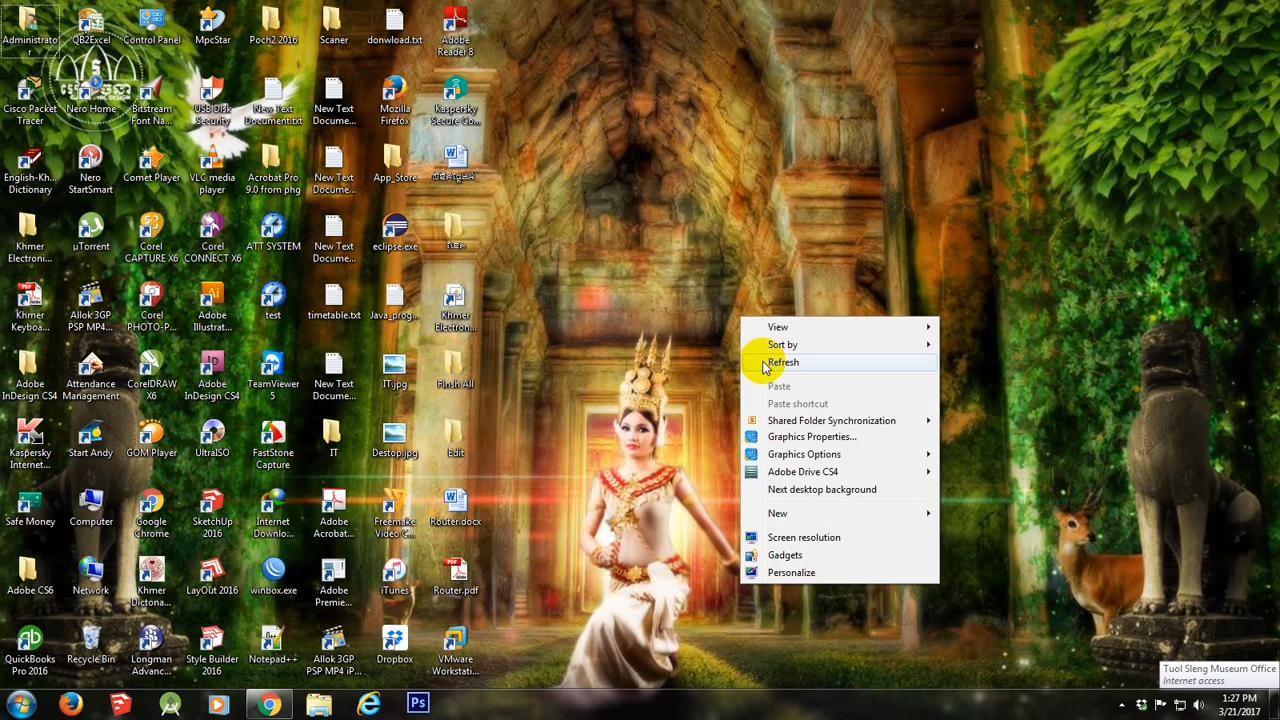 Administrato
r
QB2Excel
Control Panel
MpcStar
Poch2 2016
Scaner
donwload.txt
Adobe
Reader 8
Cisco Packet
Tracer
Nero Home
Bitstream
Font Na...
USB Disk
Security
New Text
Document.txt
New Text
Docume...
Mozilla
Firefox
Kaspersky
Secure Co...
English-Kh...
Dictionary
Nero
StartSmart
Comet Player
VLC media
player
Acrobat Pro
9.0 from png
New Text
Docume...
App_Store
Khmer
Electroni...
µTorrent
Corel
CAPTURE X6
Corel
CONNECT X6
ATT SYSTEM
New Text
Docume...
eclipse.exe
Khmer
Keyboa...
Allok 3GP
PSP MP4...
Corel
PHOTO-P...
Adobe
Illustrat...
test
timetable.txt
Java_prog...
Khmer
Electron...
Adobe
InDesign CS4
Attendance
Management
CorelDRAW
X6
Adobe
InDesign CS4
TeamViewer
5
New Text
Docume...
IT.jpg
Finsh All
Kaspersky
Internet...
Start Andy
GOM Player
UltraISO
FastStone
Capture
IT
Destop.jpg
Edit
Safe Money
Computer
Google
Chrome
SketchUp
2016
Internet
Downlo...
Adobe
Acrobat...
Freemake
Video C...
Router.docx
Adobe CS6
Network
Khmer
Dictona...
LayOut 2016
winbox.exe
Adobe
Premie...
iTunes
Router.pdf
QuickBooks
Pro 2016
Recycle Bin
Longman
Advanc...
Style Builder
2016
Notepad++
Allok 3GP
PSP MP4 iP...
Dropbox
VMware
Workstati...
View
Sort by
Refresh
Paste
Paste shortcut
Shared Folder Synchronization
Graphics Properties...
Graphics Options
Adobe Drive CS4
Next desktop background
New
Screen resolution
Gadgets
Personalize
Tuol Sleng Museum Office
Internet access
Ps
1:27 PM
3/21/2017